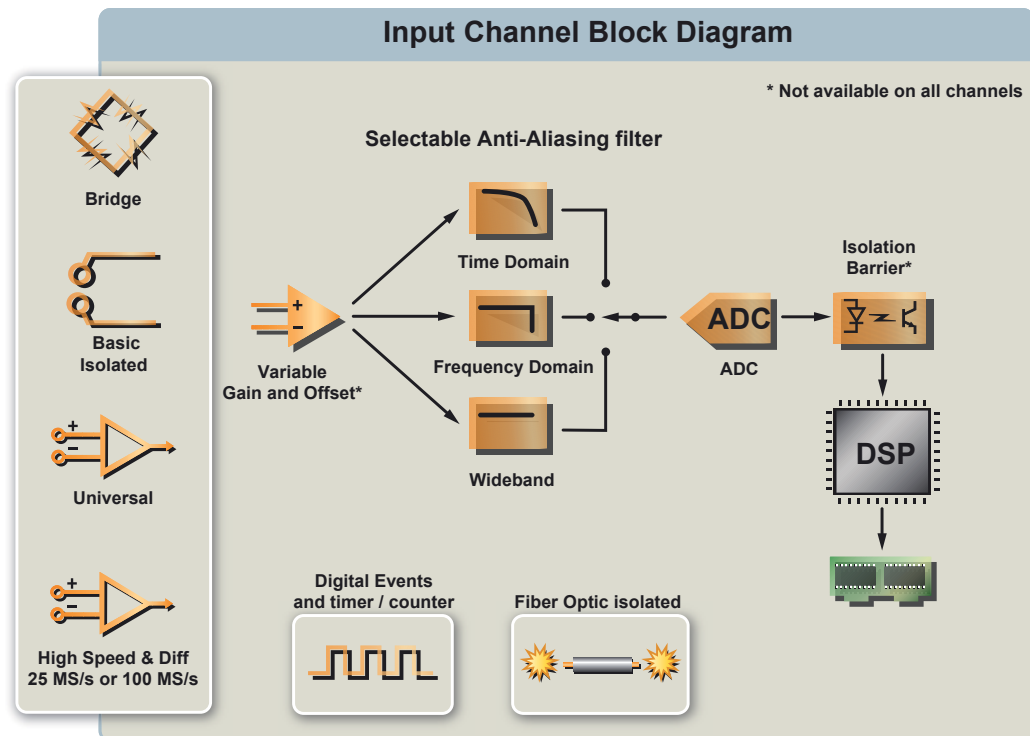 Input Channel Block Diagram
* Not available on all channels
Bridge
Basic
Isolated
+
−
Universal
+
−
High Speed & Diff
25 MS/s or 100 MS/s
Selectable Anti-Aliasing filter
+
−
Variable
Gain and Offset*
Time Domain
Frequency Domain
Wideband
ADC
ADC
Isolation
Barrier*
DSP
Digital Events
and timer / counter
Fiber Optic isolated